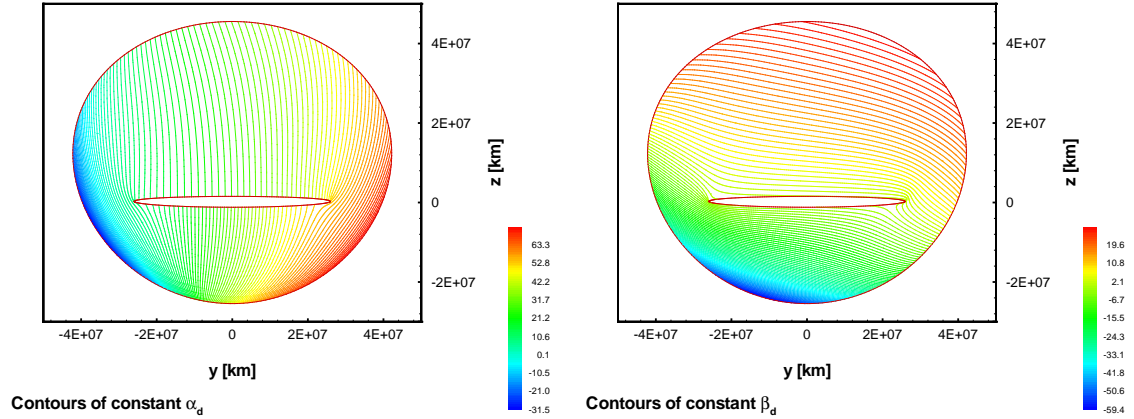 4E+07
2E+07
0
-2E+07
z [km]
63.3
52.8
42.2
31.7
21.2
10.6
0.1
-10.5
-21.0
-31.5
-4E+07 -2E+07 0 2E+07 4E+07
y [km]
Contours of constant αd
4E+07
2E+07
0
-2E+07
z [km]
19.6
10.8
2.1
-6.7
-15.5
-24.3
-33.1
-41.8
-50.6
-59.4
-4E+07 -2E+07 0 2E+07 4E+07
y [km]
Contours of constant βd